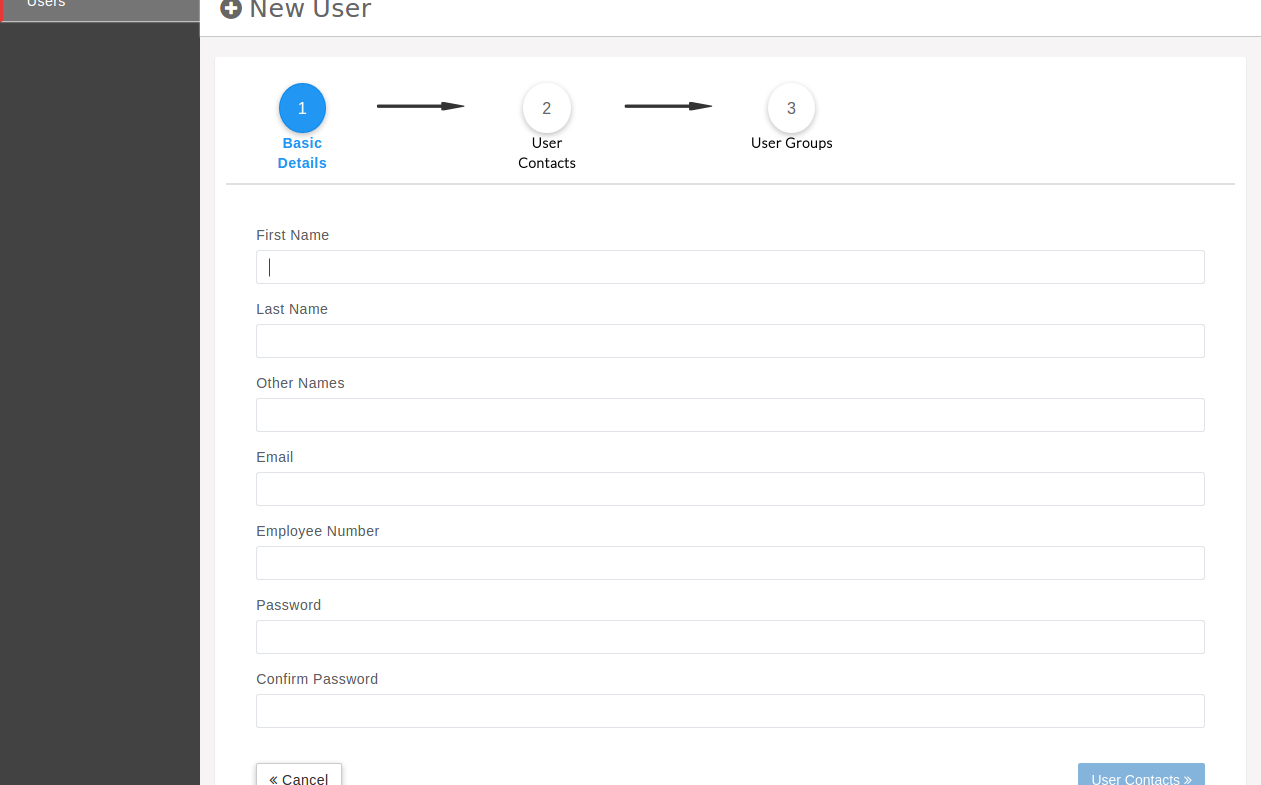 Users
New User
1
2
3
Basic
Details
User
Contacts
User Groups
First Name
Last Name
Other Names
Email
Employee Number
Password
Confirm Password
« Cancel
User Contacts »